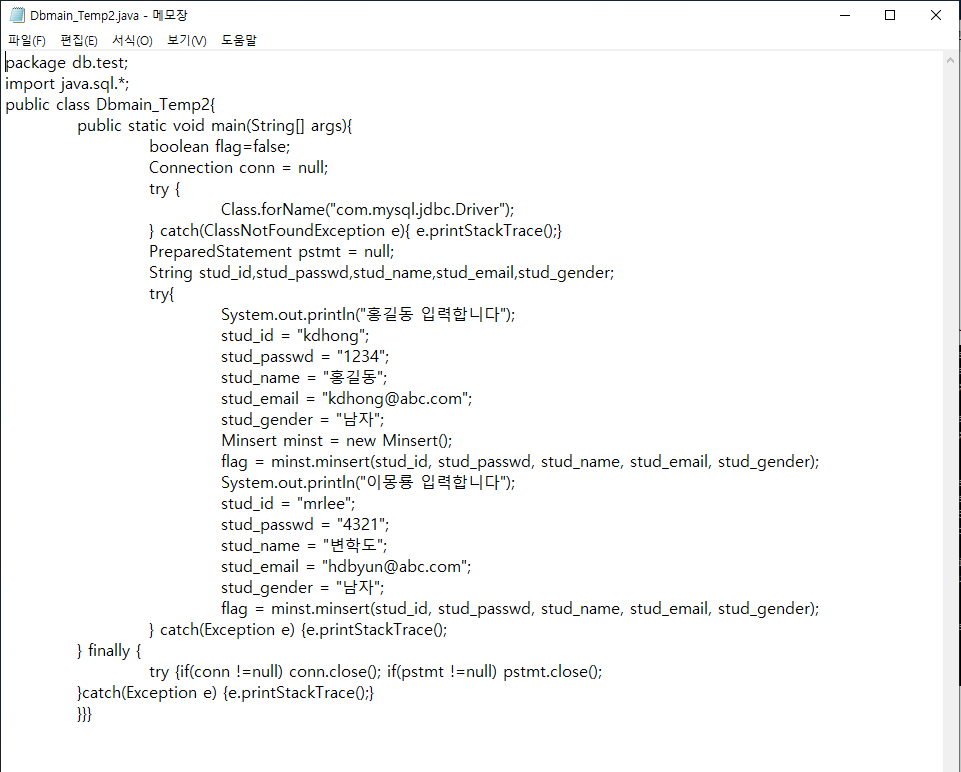 Dbmain_Temp2.java - 메모장
파일(F) 편집(E) 서식(O) 보기(V) 도움말
package db.test;
import java.sql.*;
public class Dbmain_Temp2{
public static void main(String[] args){
boolean flag=false;
Connection conn = null;
try {
Class.forName("com.mysql.jdbc.Driver");
} catch(ClassNotFoundException e){ e.printStackTrace();}
PreparedStatement pstmt = null;
String stud_id,stud_passwd,stud_name,stud_email,stud_gender;
try{
System.out.println("홍길동 입력합니다");
stud_id = "kdhong";
stud_passwd = "1234";
stud_name = "홍길동";
stud_email = "kdhong@abc.com";
stud_gender = "남자";
Minsert minst = new Minsert();
flag = minst.minsert(stud_id, stud_passwd, stud_name, stud_email, stud_gender);
System.out.println("이몽룡 입력합니다");
stud_id = "mrlee";
stud_passwd = "4321";
stud_name = "변학도";
stud_email = "hdbyun@abc.com";
stud_gender = "남자";
flag = minst.minsert(stud_id, stud_passwd, stud_name, stud_email, stud_gender);
} catch(Exception e) {e.printStackTrace();
} finally {
try {if(conn !=null) conn.close(); if(pstmt !=null) pstmt.close();
}catch(Exception e) {e.printStackTrace();}
}}}